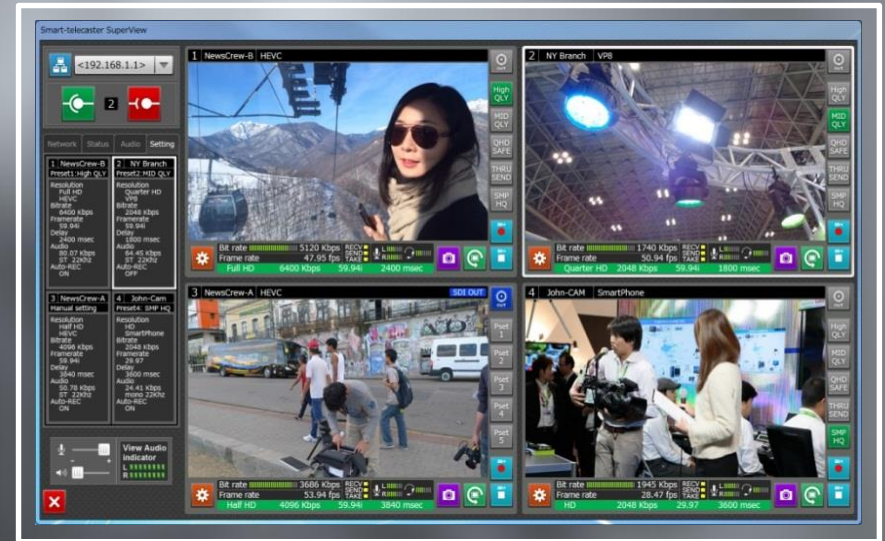 Smart-telecaster SuperView
<192.168.1.1>
2
Network Status Audio Setting
1 NewsCrew-B
Preset1:High QLY
Resolution
Full HD
HEVC
Bitrate
6400 Kbps
Framerate
59.94i
Delay
2400 msec
Audio
80.07 Kbps
ST 22Khz
Auto-REC
ON
2 NY Branch
Preset2:MID QLY
Resolution
Quarter HD
VP8
Bitrate
2048 Kbps
Framerate
59.94i
Delay
1800 msec
Audio
64.45 Kbps
ST 22Khz
Auto-REC
OFF
3 NewsCrew-A
Manual setting
Resolution
Half HD
HEVC
Bitrate
4096 Kbps
Framerate
59.94i
Delay
3840 msec
Audio
50.78 Kbps
ST 22Khz
Auto-REC
ON
4 John-Cam
Preset4: SMP HQ
Resolution
HD
SmartPhone
Bitrate
2048 Kbps
Framerate
29.97
Delay
3600 msec
Audio
24.41 Kbps
mono 22Khz
Auto-REC
ON
- +
View Audio
indicator
L
R
1 NewsCrew-B HEVC
OUT
High
QLY
MID
QLY
QHD
SAFE
THRU
SEND
SMP
HQ
Bit rate 5120 Kbps RECV
SEND
Frame rate 47.95 fps TAKE
L
R
Full HD 6400 Kbps 59.94i 2400 msec
2 NY Branch VP8
OUT
High
QLY
MID
QLY
QHD
SAFE
THRU
SEND
SMP
HQ
Bit rate 1740 Kbps RECV
SEND
Frame rate 50.94 fps TAKE
L
R
Quarter HD 2048 Kbps 59.94i 1800 msec
3 NewsCrew-A HEVC SDI OUT
OUT
Pset
1
Pset
2
Pset
3
Pset
4
Pset
5
Bit rate 3686 Kbps RECV
SEND
Frame rate 53.94 fps TAKE
L
R
Half HD 4096 Kbps 59.94i 3840 msec
4 John-CAM SmartPhone
OUT
High
QLY
MID
QLY
QHD
SAFE
THRU
SEND
SMP
HQ
Bit rate 1945 Kbps RECV
SEND
Frame rate 28.47 fps TAKE
L
R
HD 2048 Kbps 29.97 3600 msec